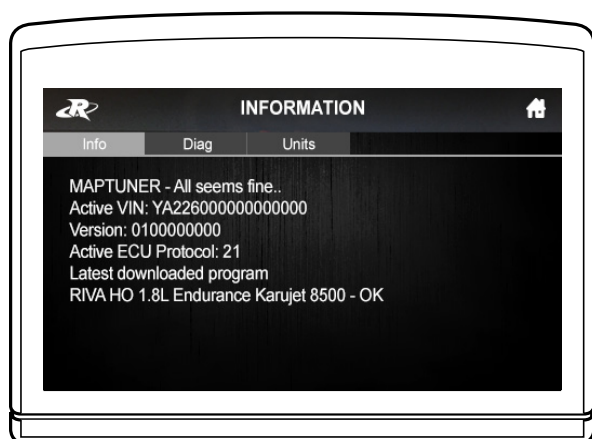 R
INFORMATION
Info Diag Units
MAPTUNER - All seems fine..
Active VIN: YA226000000000000
Version: 0100000000
Active ECU Protocol: 21
Latest downloaded program
RIVA HO 1.8L Endurance Karujet 8500 - OK